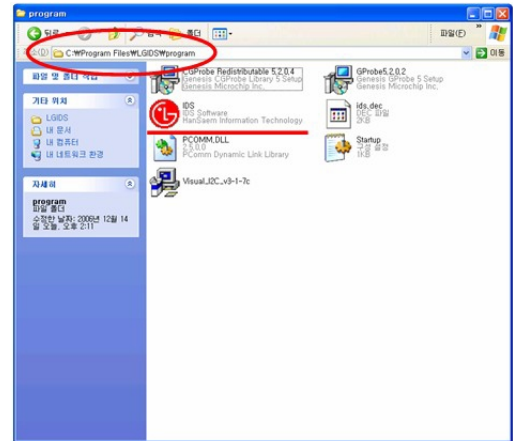 program
뒤로
검색
폴더
파일(E)
주소(D)
C:₩Program Files₩LGIDS₩program
이동
파일 및 폴더 작업
기타 위치
LGIDS
내 문서
내 컴퓨터
내 네트워크 환경
자세히
program
파일 폴더
수정한 날짜: 2006년 12월 14
일 오늘, 오후 2:11
CGProbe Redistributable 5,2,0,4
Genesis CGProbe Library 5 Setup
Genesis Microchip Inc,
GProbe5,2,0,2
Genesis GProbe 5 Setup
Genesis Microchip Inc,
IDS
IDS Software
HanSaem Information Technology
ids,dec
DEC 파일
2KB
PCOMM,DLL
2,5,0,0
PComm Dynamic Link Library
Startup
구성 설정
1KB
Visual_I2C_v3-1-7c